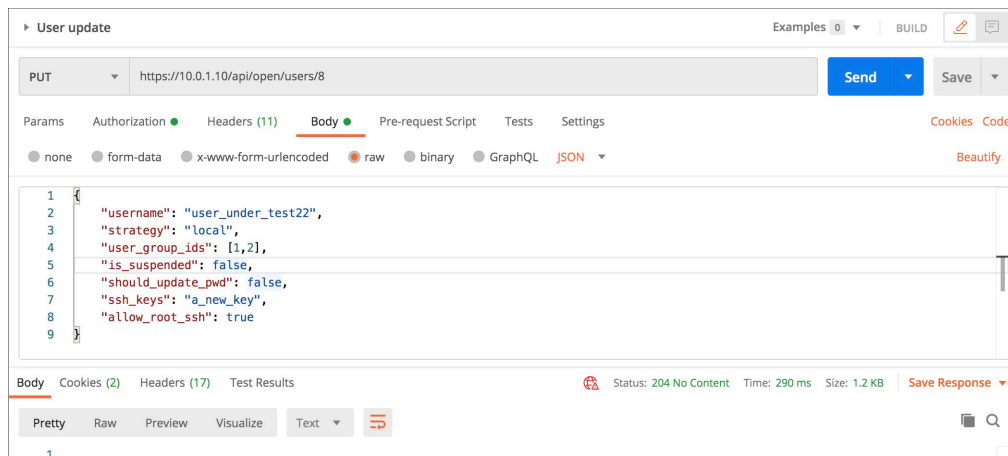 User update
Examples 0 BUILD
PUT https://10.0.1.10/api/open/users/8 Send Save
Params Authorization Headers (11) Body Pre-request Script Tests Settings Cookies Code
none form-data x-www-form-urlencoded raw binary GraphQL JSON Beautify
1 {
2 "username": "user_under_test22",
3 "strategy": "local",
4 "user_group_ids": [1,2],
5 "is_suspended": false,
6 "should_update_pwd": false,
7 "ssh_keys": "a_new_key",
8 "allow_root_ssh": true
9 }
Body Cookies (2) Headers (17) Test Results Status: 204 No Content Time: 290 ms Size: 1.2 KB Save Response
Pretty Raw Preview Visualize Text
1